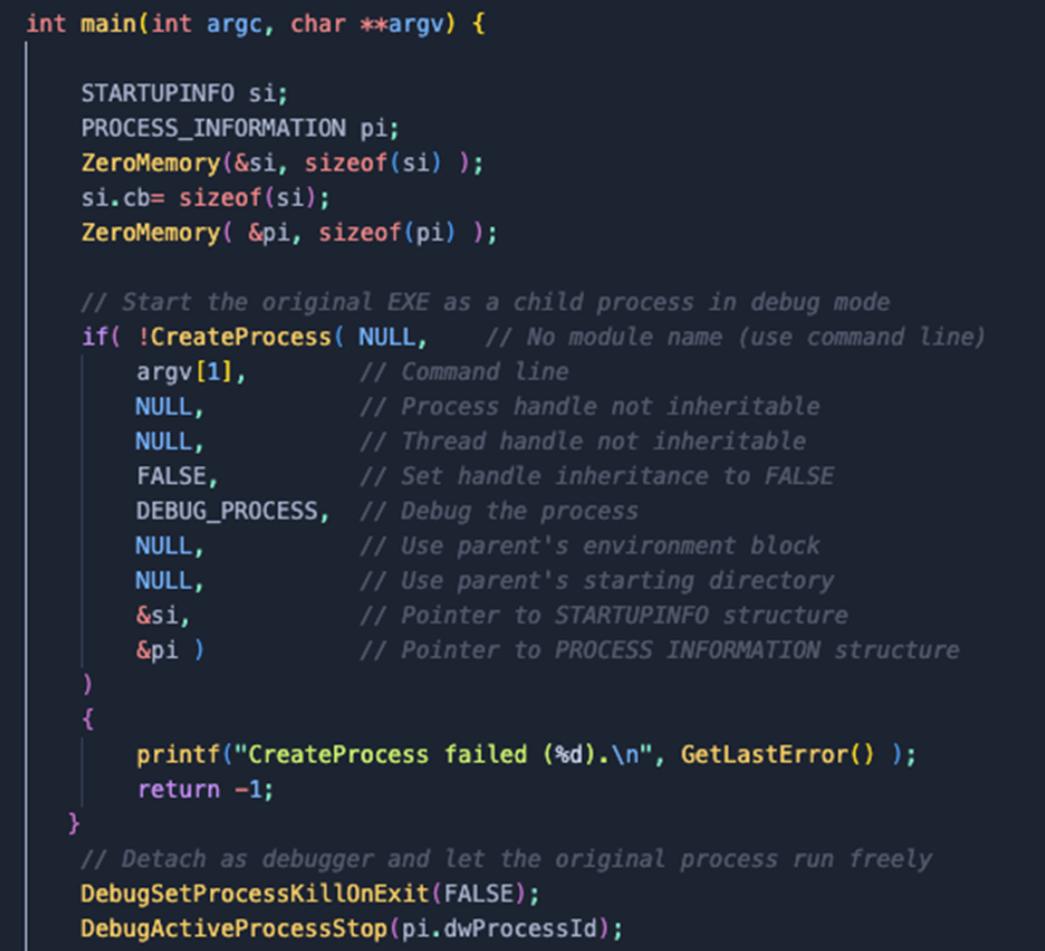 int main(int argc, char **argv) {
STARTUPINFO si;
PROCESS_INFORMATION pi;
ZeroMemory(&si, sizeof(si) );
si.cb= sizeof(si);
ZeroMemory( &pi, sizeof(pi) );
// Start the original EXE as a child process in debug mode
if( !CreateProcess( NULL,    // No module name (use command line)
argv[1],        // Command line
NULL,           // Process handle not inheritable
NULL,           // Thread handle not inheritable
FALSE,          // Set handle inheritance to FALSE
DEBUG_PROCESS,  // Debug the process
NULL,           // Use parent's environment block
NULL,           // Use parent's starting directory
&si,            // Pointer to STARTUPINFO structure
&pi )           // Pointer to PROCESS INFORMATION structure
)
{
printf("CreateProcess failed (%d).\n", GetLastError() );
return -1;
}
// Detach as debugger and let the original process run freely
DebugSetProcessKillOnExit(FALSE);
DebugActiveProcessStop(pi.dwProcessId);